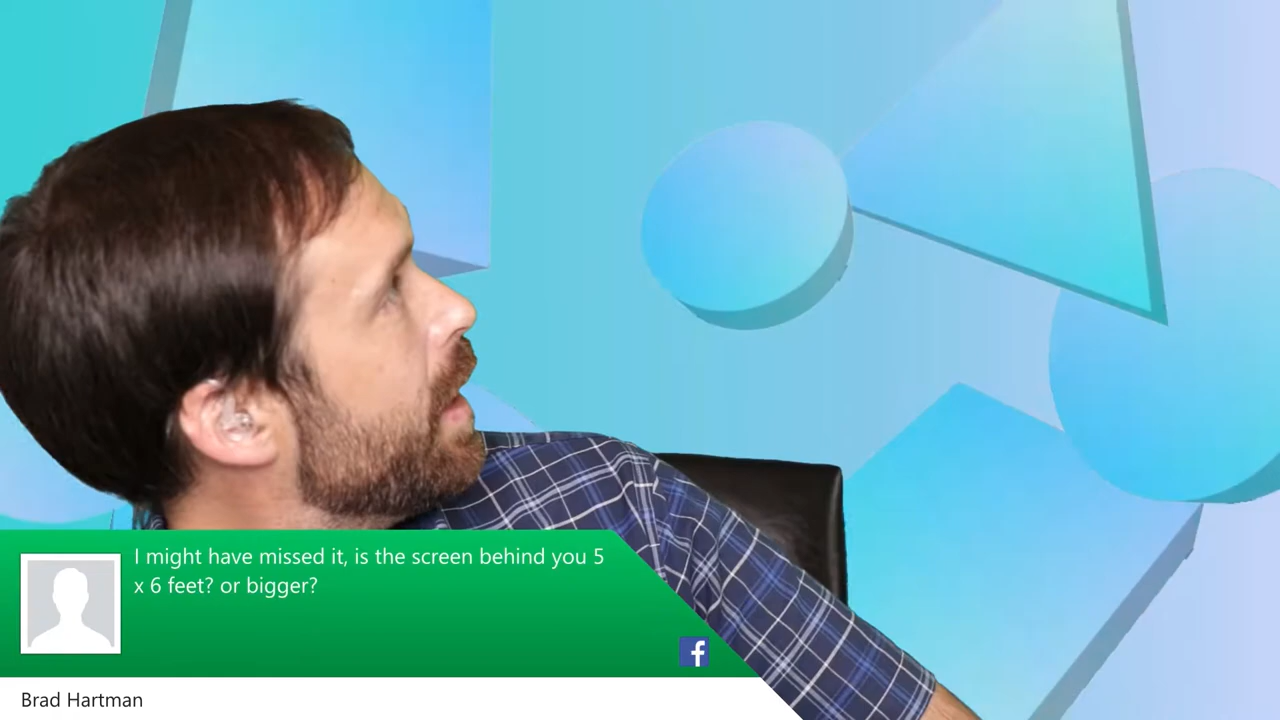 I might have missed it, is the screen behind you 5
x 6 feet? or bigger?
f
Brad Hartman